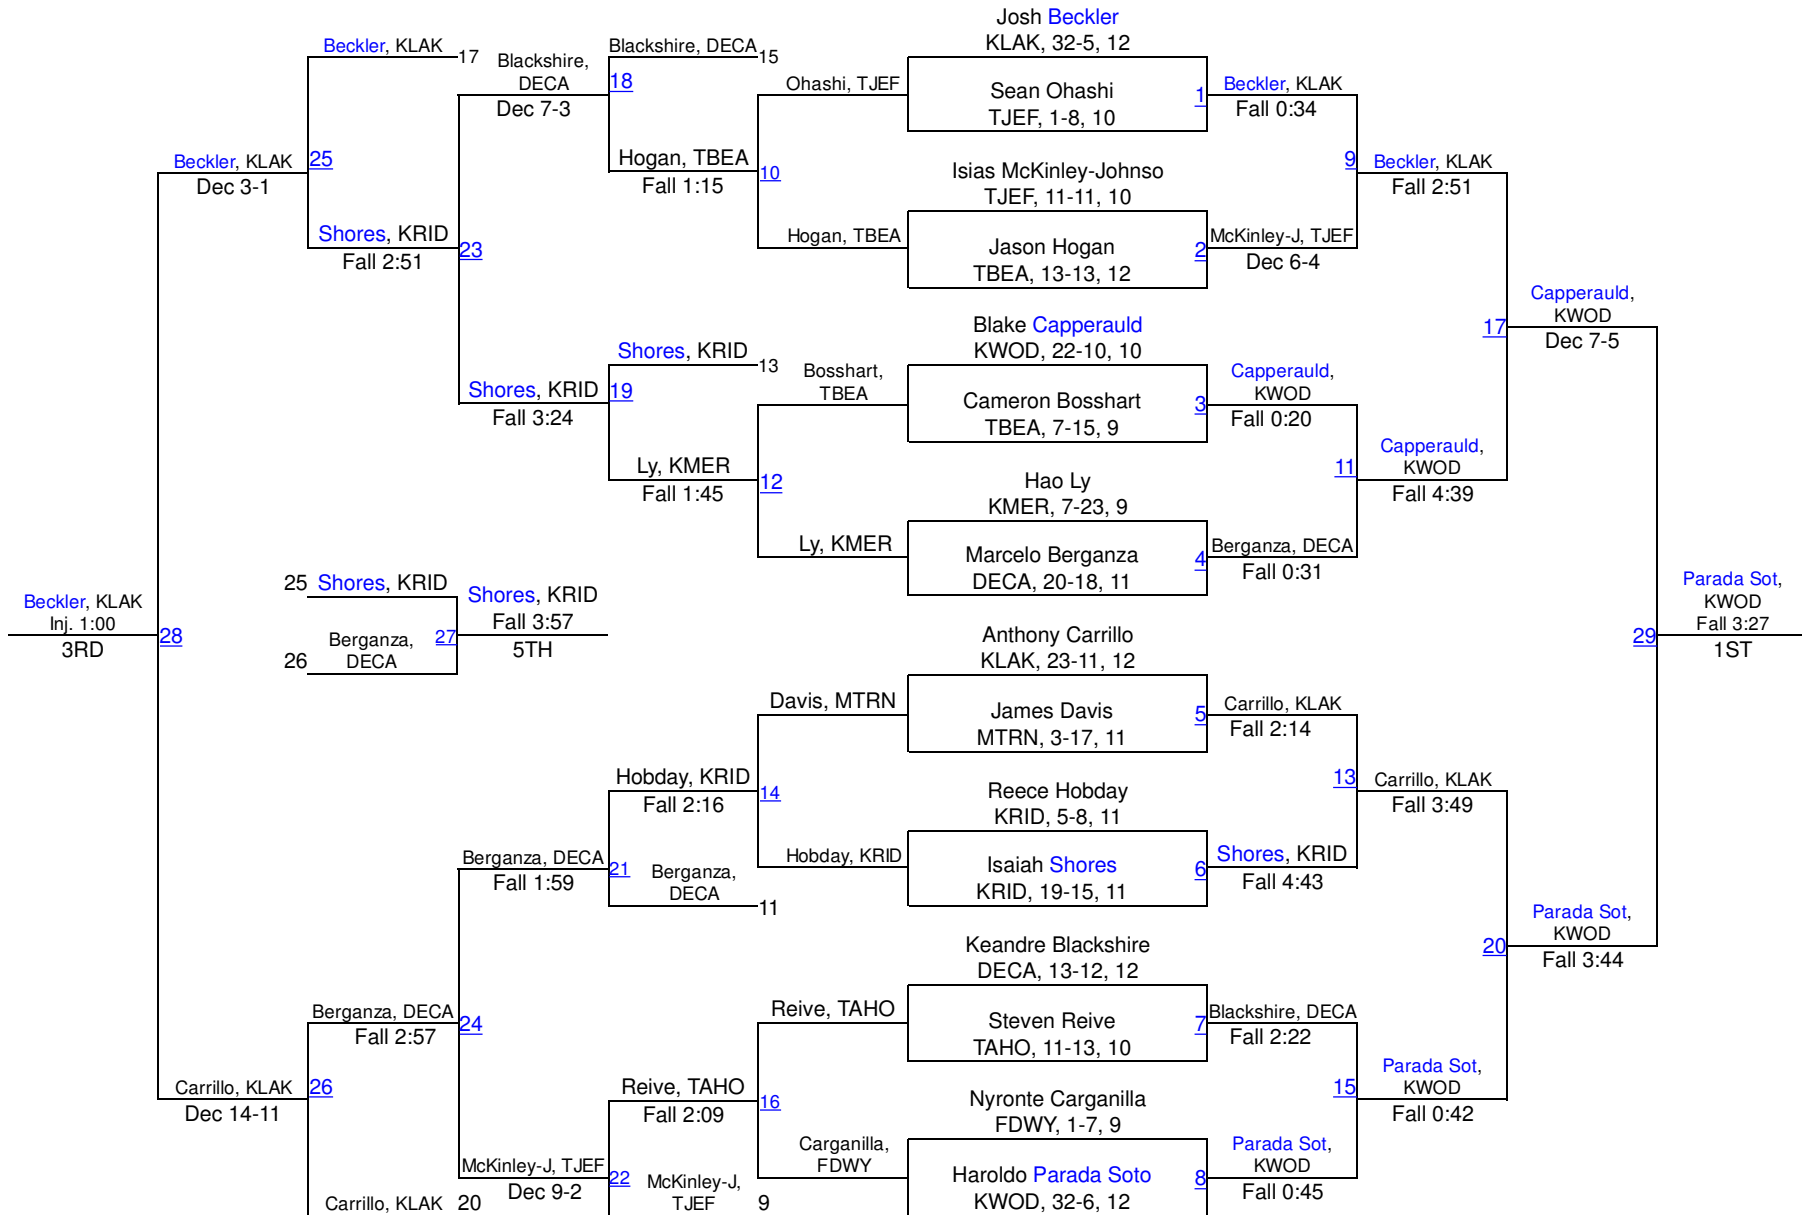 Josh Beckler
KLAK, 32-5, 12
Sean Ohashi
TJEF, 1-8, 10
Isias McKinley-Johnso
TJEF, 11-11, 10
Jason Hogan
TBEA, 13-13, 12
Blake Capperauld
KWOD, 22-10, 10
Cameron Bosshart
TBEA, 7-15, 9
Hao Ly
KMER, 7-23, 9
Marcelo Berganza
DECA, 20-18, 11
Anthony Carrillo
KLAK, 23-11, 12
James Davis
MTRN, 3-17, 11
Reece Hobday
KRID, 5-8, 11
Isaiah Shores
KRID, 19-15, 11
Keandre Blackshire
DECA, 13-12, 12
Steven Reive
TAHO, 11-13, 10
Nyronte Carganilla
FDWY, 1-7, 9
Haroldo Parada Soto
KWOD, 32-6, 12
1
Beckler, KLAK
Fall 0:34
2
McKinley-J, TJEF
Dec 6-4
3
Capperauld,
KWOD
Fall 0:20
4
Berganza, DECA
Fall 0:31
5
Carrillo, KLAK
Fall 2:14
6
Shores, KRID
Fall 4:43
7
Blackshire, DECA
Fall 2:22
8
Parada Sot,
KWOD
Fall 0:45
9
Beckler, KLAK
Fall 2:51
11
Capperauld,
KWOD
Fall 4:39
13
Carrillo, KLAK
Fall 3:49
15
Parada Sot,
KWOD
Fall 0:42
17
Capperauld,
KWOD
Dec 7-5
20
Parada Sot,
KWOD
Fall 3:44
29
Parada Sot,
KWOD
Fall 3:27
1ST
Ohashi, TJEF
Hogan, TBEA
Bosshart,
TBEA
Ly, KMER
Davis, MTRN
Hobday, KRID
Reive, TAHO
Carganilla,
FDWY
Blackshire, DECA
15
10
Hogan, TBEA
Fall 1:15
Shores, KRID
13
12
Ly, KMER
Fall 1:45
14
Hobday, KRID
Fall 2:16
Berganza,
DECA
11
16
Reive, TAHO
Fall 2:09
McKinley-J,
TJEF
9
18
Blackshire,
DECA
Dec 7-3
19
Shores, KRID
Fall 3:24
21
Berganza, DECA
Fall 1:59
22
McKinley-J, TJEF
Dec 9-2
Beckler, KLAK
17
23
Shores, KRID
Fall 2:51
24
Berganza, DECA
Fall 2:57
Carrillo, KLAK
20
25
Beckler, KLAK
Dec 3-1
26
Carrillo, KLAK
Dec 14-11
25
Shores, KRID
26
Berganza,
DECA
27
Shores, KRID
Fall 3:57
5TH
28
Beckler, KLAK
Inj. 1:00
3RD